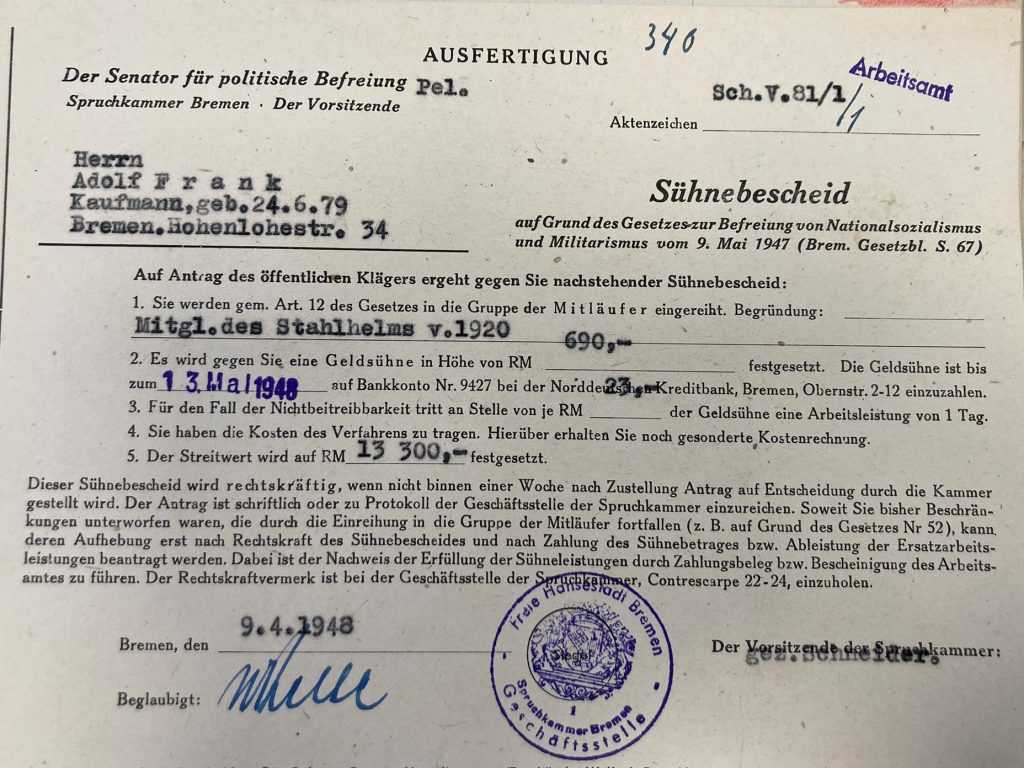 340
AUSFERTIGUNG
Der Senator für politische Befreiung Pel.
Spruchkammer Bremen · Der Vorsitzende
Arbeitsamt
Sch.V.81/1/1
Aktenzeichen
Herrn
Adolf F r a n k
Kaufmann,geb.24.6.79
Bremen.Hohenlohestr. 34
Sühnebescheid
auf Grund des Gesetzes zur Befreiung von Nationalsozialismus
und Militarismus vom 9. Mai 1947 (Brem. Gesetzbl. S. 67)
Auf Antrag des öffentlichen Klägers ergeht gegen Sie nachstehender Sühnebescheid:
1. Sie werden gem. Art. 12 des Gesetzes in die Gruppe der Mitläufer eingereiht. Begründung:
Mitgl.des Stahlhelms v.1920
2. Es wird gegen Sie eine Geldsühne in Höhe von RM 690,- festgesetzt. Die Geldsühne ist bis
zum 13. Mai 1948 auf Bankkonto Nr. 9427 bei der Norddeutschen Kreditbank, Bremen, Obernstr. 2-12 einzuzahlen.
3. Für den Fall der Nichtbeitreibbarkeit tritt an Stelle von je RM 23,- der Geldsühne eine Arbeitsleistung von 1 Tag.
4. Sie haben die Kosten des Verfahrens zu tragen. Hierüber erhalten Sie noch gesonderte Kostenrechnung.
5. Der Streitwert wird auf RM 13 300,- festgesetzt.
Dieser Sühnebescheid wird rechtskräftig, wenn nicht binnen einer Woche nach Zustellung Antrag auf Entscheidung durch die Kammer
gestellt wird. Der Antrag ist schriftlich oder zu Protokoll der Geschäftsstelle der Spruchkammer einzureichen. Soweit Sie bisher Beschrän-
kungen unterworfen waren, die durch die Einreihung in die Gruppe der Mitläufer fortfallen (z. B. auf Grund des Gesetzes Nr 52), kann
deren Aufhebung erst nach Rechtskraft des Sühnebescheides und nach Zahlung des Sühnebetrages bzw. Ableistung der Ersatzarbeits-
leistungen beantragt werden. Dabei ist der Nachweis der Erfüllung der Sühneleistungen durch Zahlungsbeleg bzw. Bescheinigung des Arbeits-
amtes zu führen. Der Rechtskraftvermerk ist bei der Geschäftsstelle der Spruchkammer, Contrescarpe 22-24, einzuholen.
Bremen, den 9.4.1948
Freie Hansestadt Bremen
Siegel
1
Spruchkammer Bremen
Geschäftsstelle
Der Vorsitzende der Spruchkammer:
gez.Schneider.
Beglaubigt: